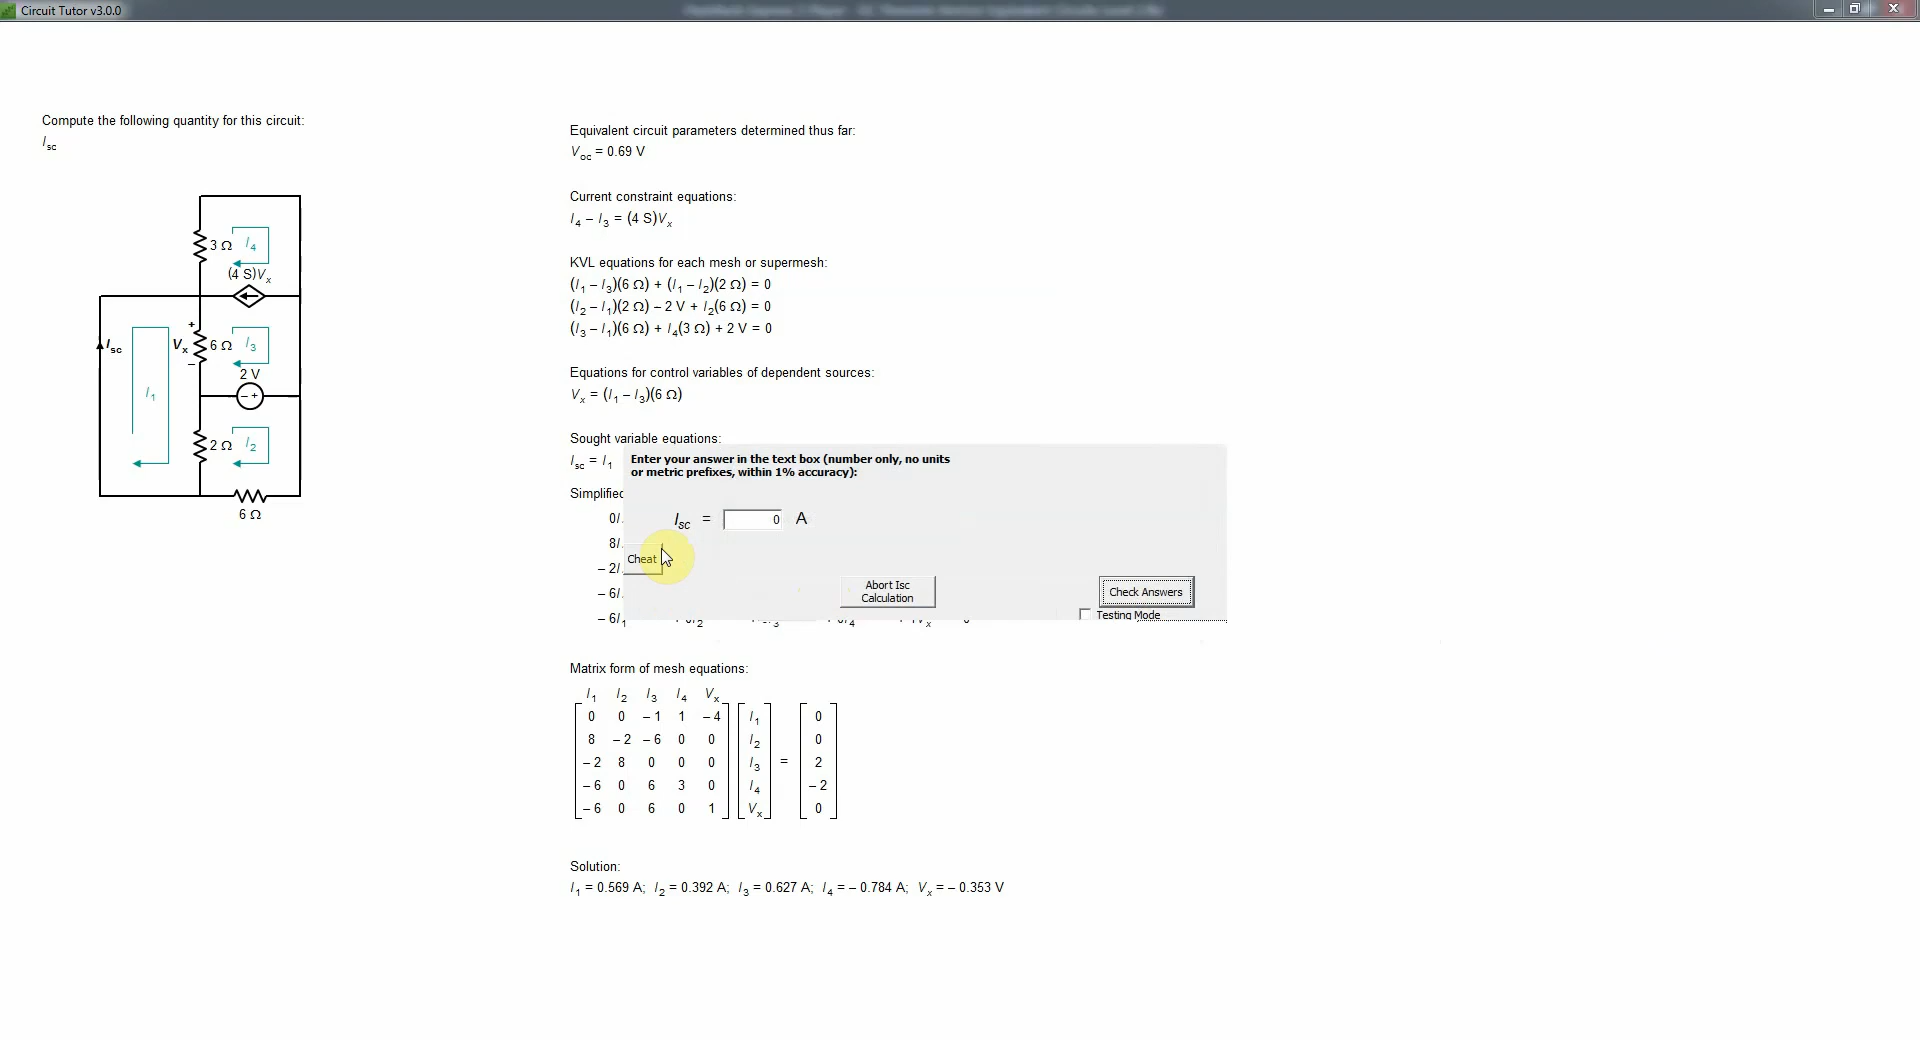 Circuit Tutor v3.0.0
Compute the following quantity for this circuit:
Isc
3 Ω I4
(4 S)Vx
+
Isc Vx 6 Ω I3
–
2 V
I1 – +
2 Ω I2
6 Ω
Equivalent circuit parameters determined thus far:
Voc = 0.69 V
Current constraint equations:
I4 – I3 = (4 S)Vx
KVL equations for each mesh or supermesh:
(I1 – I3)(6 Ω) + (I1 – I2)(2 Ω) = 0
(I2 – I1)(2 Ω) – 2 V + I2(6 Ω) = 0
(I3 – I1)(6 Ω) + I4(3 Ω) + 2 V = 0
Equations for control variables of dependent sources:
Vx = (I1 – I3)(6 Ω)
Sought variable equations:
Isc = I1
Simplified
0I
8I
– 2I
– 6I
– 6I1
Enter your answer in the text box (number only, no units
or metric prefixes, within 1% accuracy):
Isc = 0 A
Cheat
Abort Isc
Calculation
Check Answers
Testing Mode
Matrix form of mesh equations:
I1 I2 I3 I4 Vx
0 0 – 1 1 – 4 I1 0
8 – 2 – 6 0 0 I2 0
– 2 8 0 0 0 I3 = 2
– 6 0 6 3 0 I4 – 2
– 6 0 6 0 1 Vx 0
Solution:
I1 = 0.569 A; I2 = 0.392 A; I3 = 0.627 A; I4 = – 0.784 A; Vx = – 0.353 V